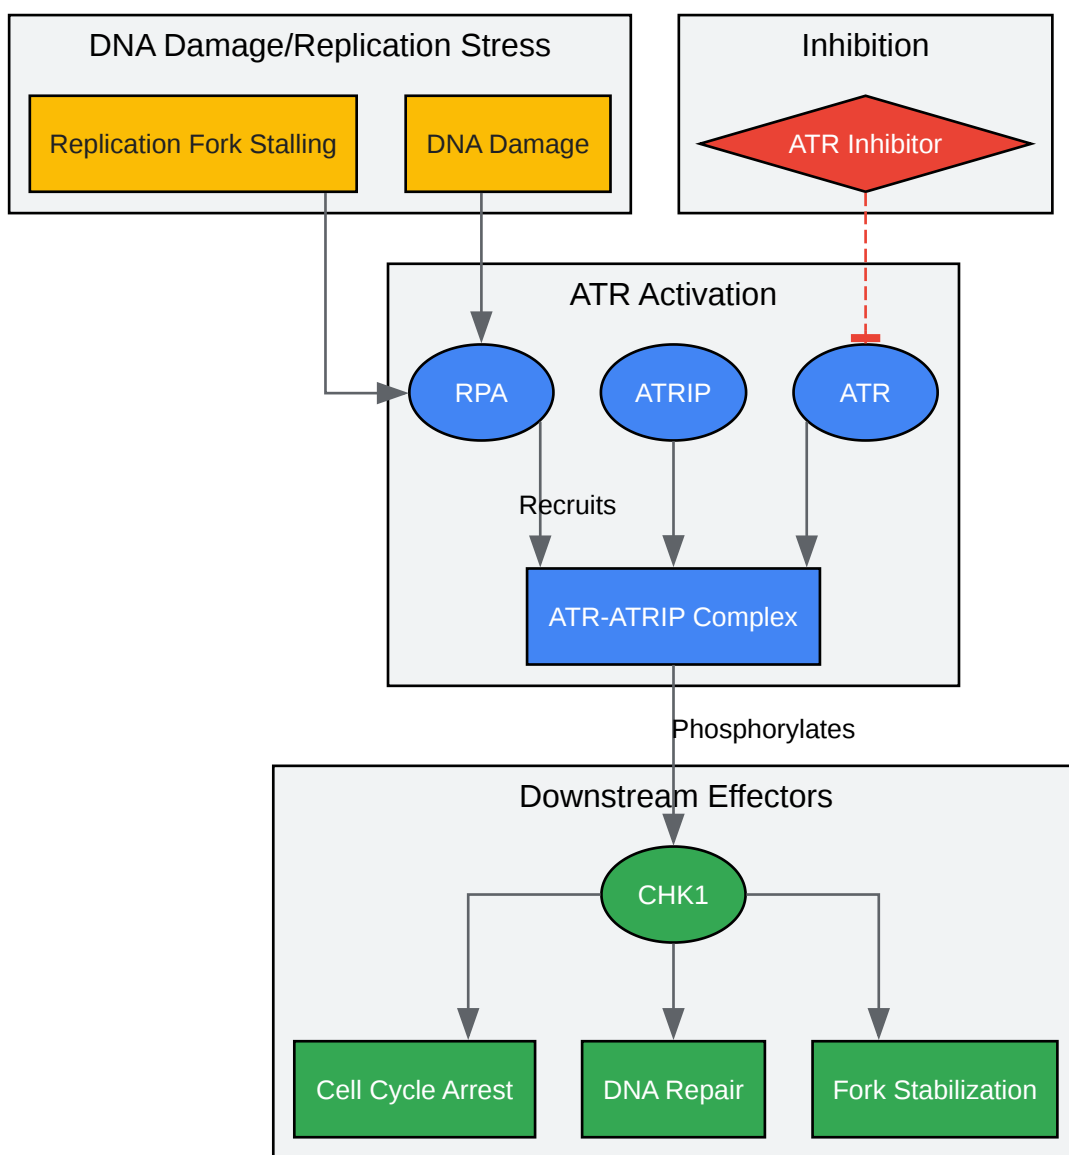 DNA Damage/Replication Stress
Inhibition
Replication Fork Stalling
DNA Damage
ATR Inhibitor
ATR Activation
RPA
ATRIP
ATR
Recruits
ATR-ATRIP Complex
Phosphorylates
Downstream Effectors
CHK1
Cell Cycle Arrest
DNA Repair
Fork Stabilization